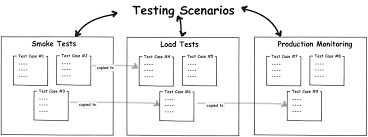 Testing Scenarios
Smoke Tests
Load Tests
Production Monitoring
Test Case #1
Test Case #2
copied to
Test Case #4
Test Case #5
Test Case #7
Test Case #8
Test Case #3
copied to
Test Case #6
copied to
Test Case #9